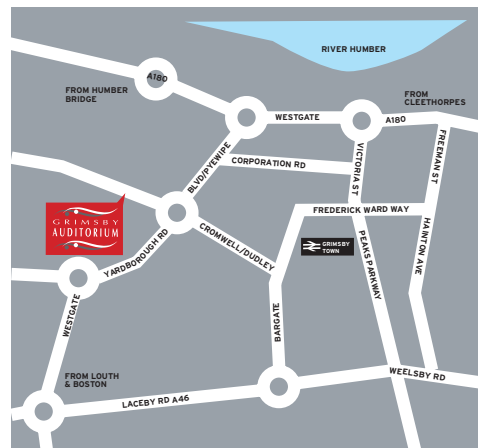 RIVER HUMBER
A180
FROM HUMBER
BRIDGE
FROM
CLEETHORPES
WESTGATE
A180
BLVD/PYEWIPE
CORPORATION RD
VICTORIA ST
FREEMAN ST
GRIMSBY
AUDITORIUM
FREDERICK WARD WAY
CROMWELL/DUDLEY
GRIMSBY
TOWN
YARDBOROUGH RD
PEAKS PARKWAY
HAINTON AVE
WESTGATE
BARGATE
FROM LOUTH
& BOSTON
WEELSBY RD
LACEBY RD A46